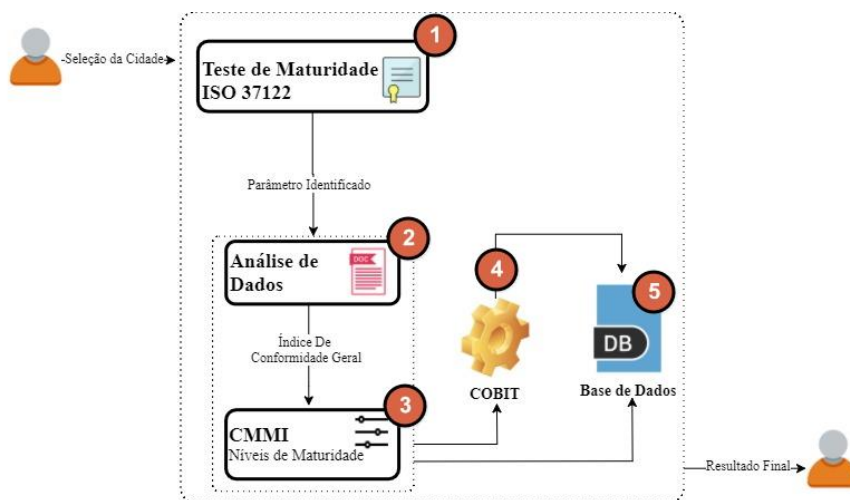 1
-Seleção da Cidade-
Teste de Maturidade
ISO 37122
Parâmetro Identificado
2
Análise de
Dados
DOC
4
5
DB
Índice De
Conformidade Geral
COBIT
Base de Dados
3
CMMI
Níveis de Maturidade
-Resultado Final-